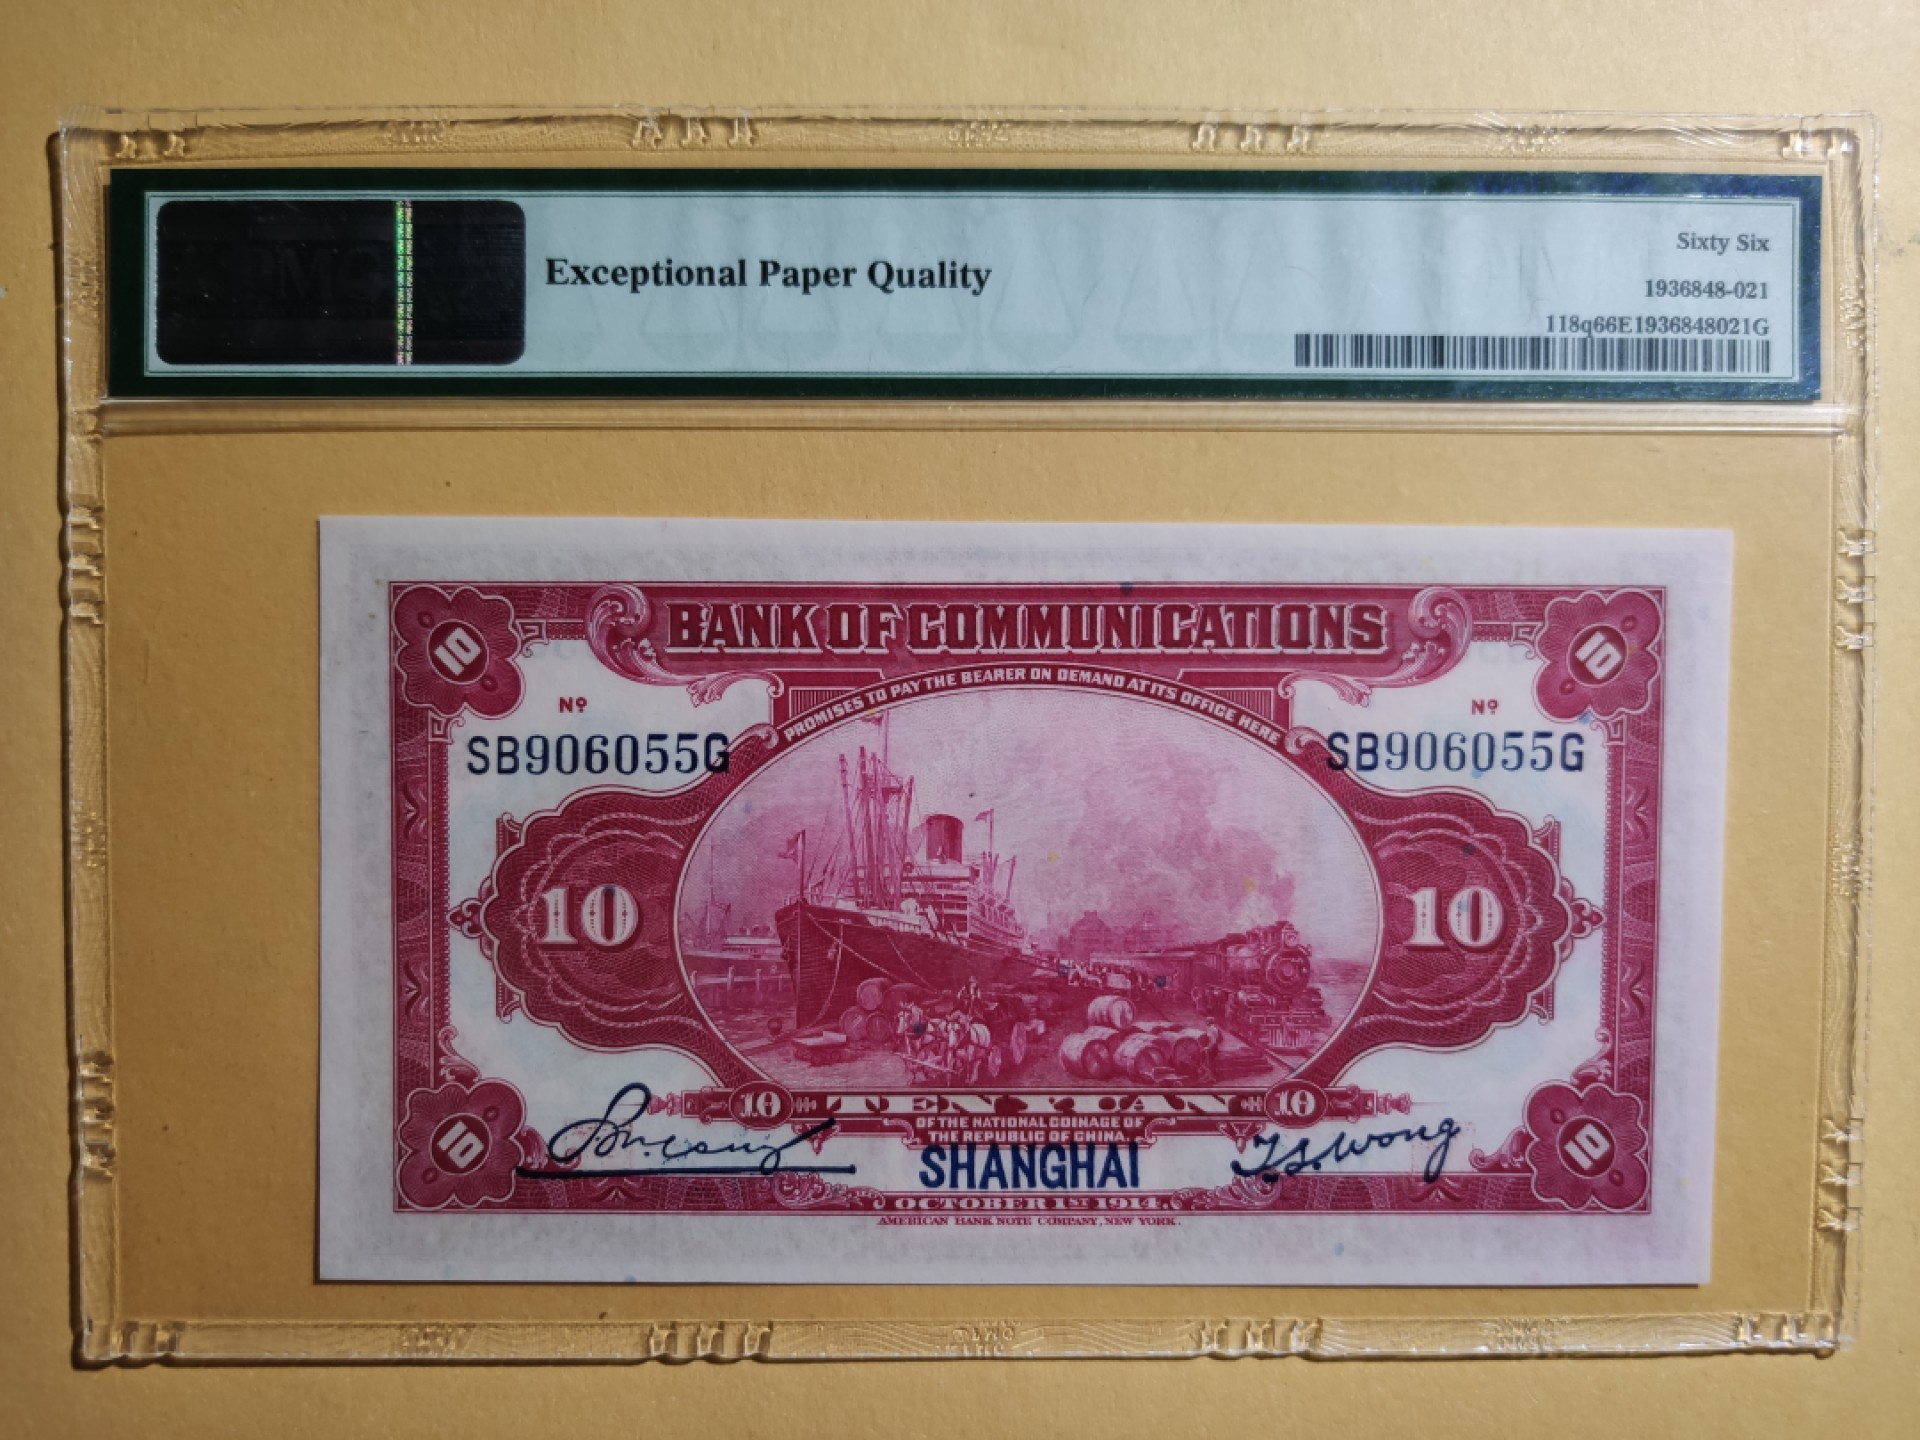 PMG
Exceptional Paper Quality
Sixty Six
1936848-021
118q66E1936848021G
10 BANK OF COMMUNICATIONS 10
PROMISES TO PAY THE BEARER ON DEMAND AT ITS OFFICE HERE
Nº Nº
SB906055G SB906055G
10 10
10 TEN YUAN 10
OF THE NATIONAL COINAGE OF
THE REPUBLIC OF CHINA
10 SHANGHAI T.S. Wong 10
OCTOBER 1ST 1914.
AMERICAN BANK NOTE COMPANY, NEW YORK.